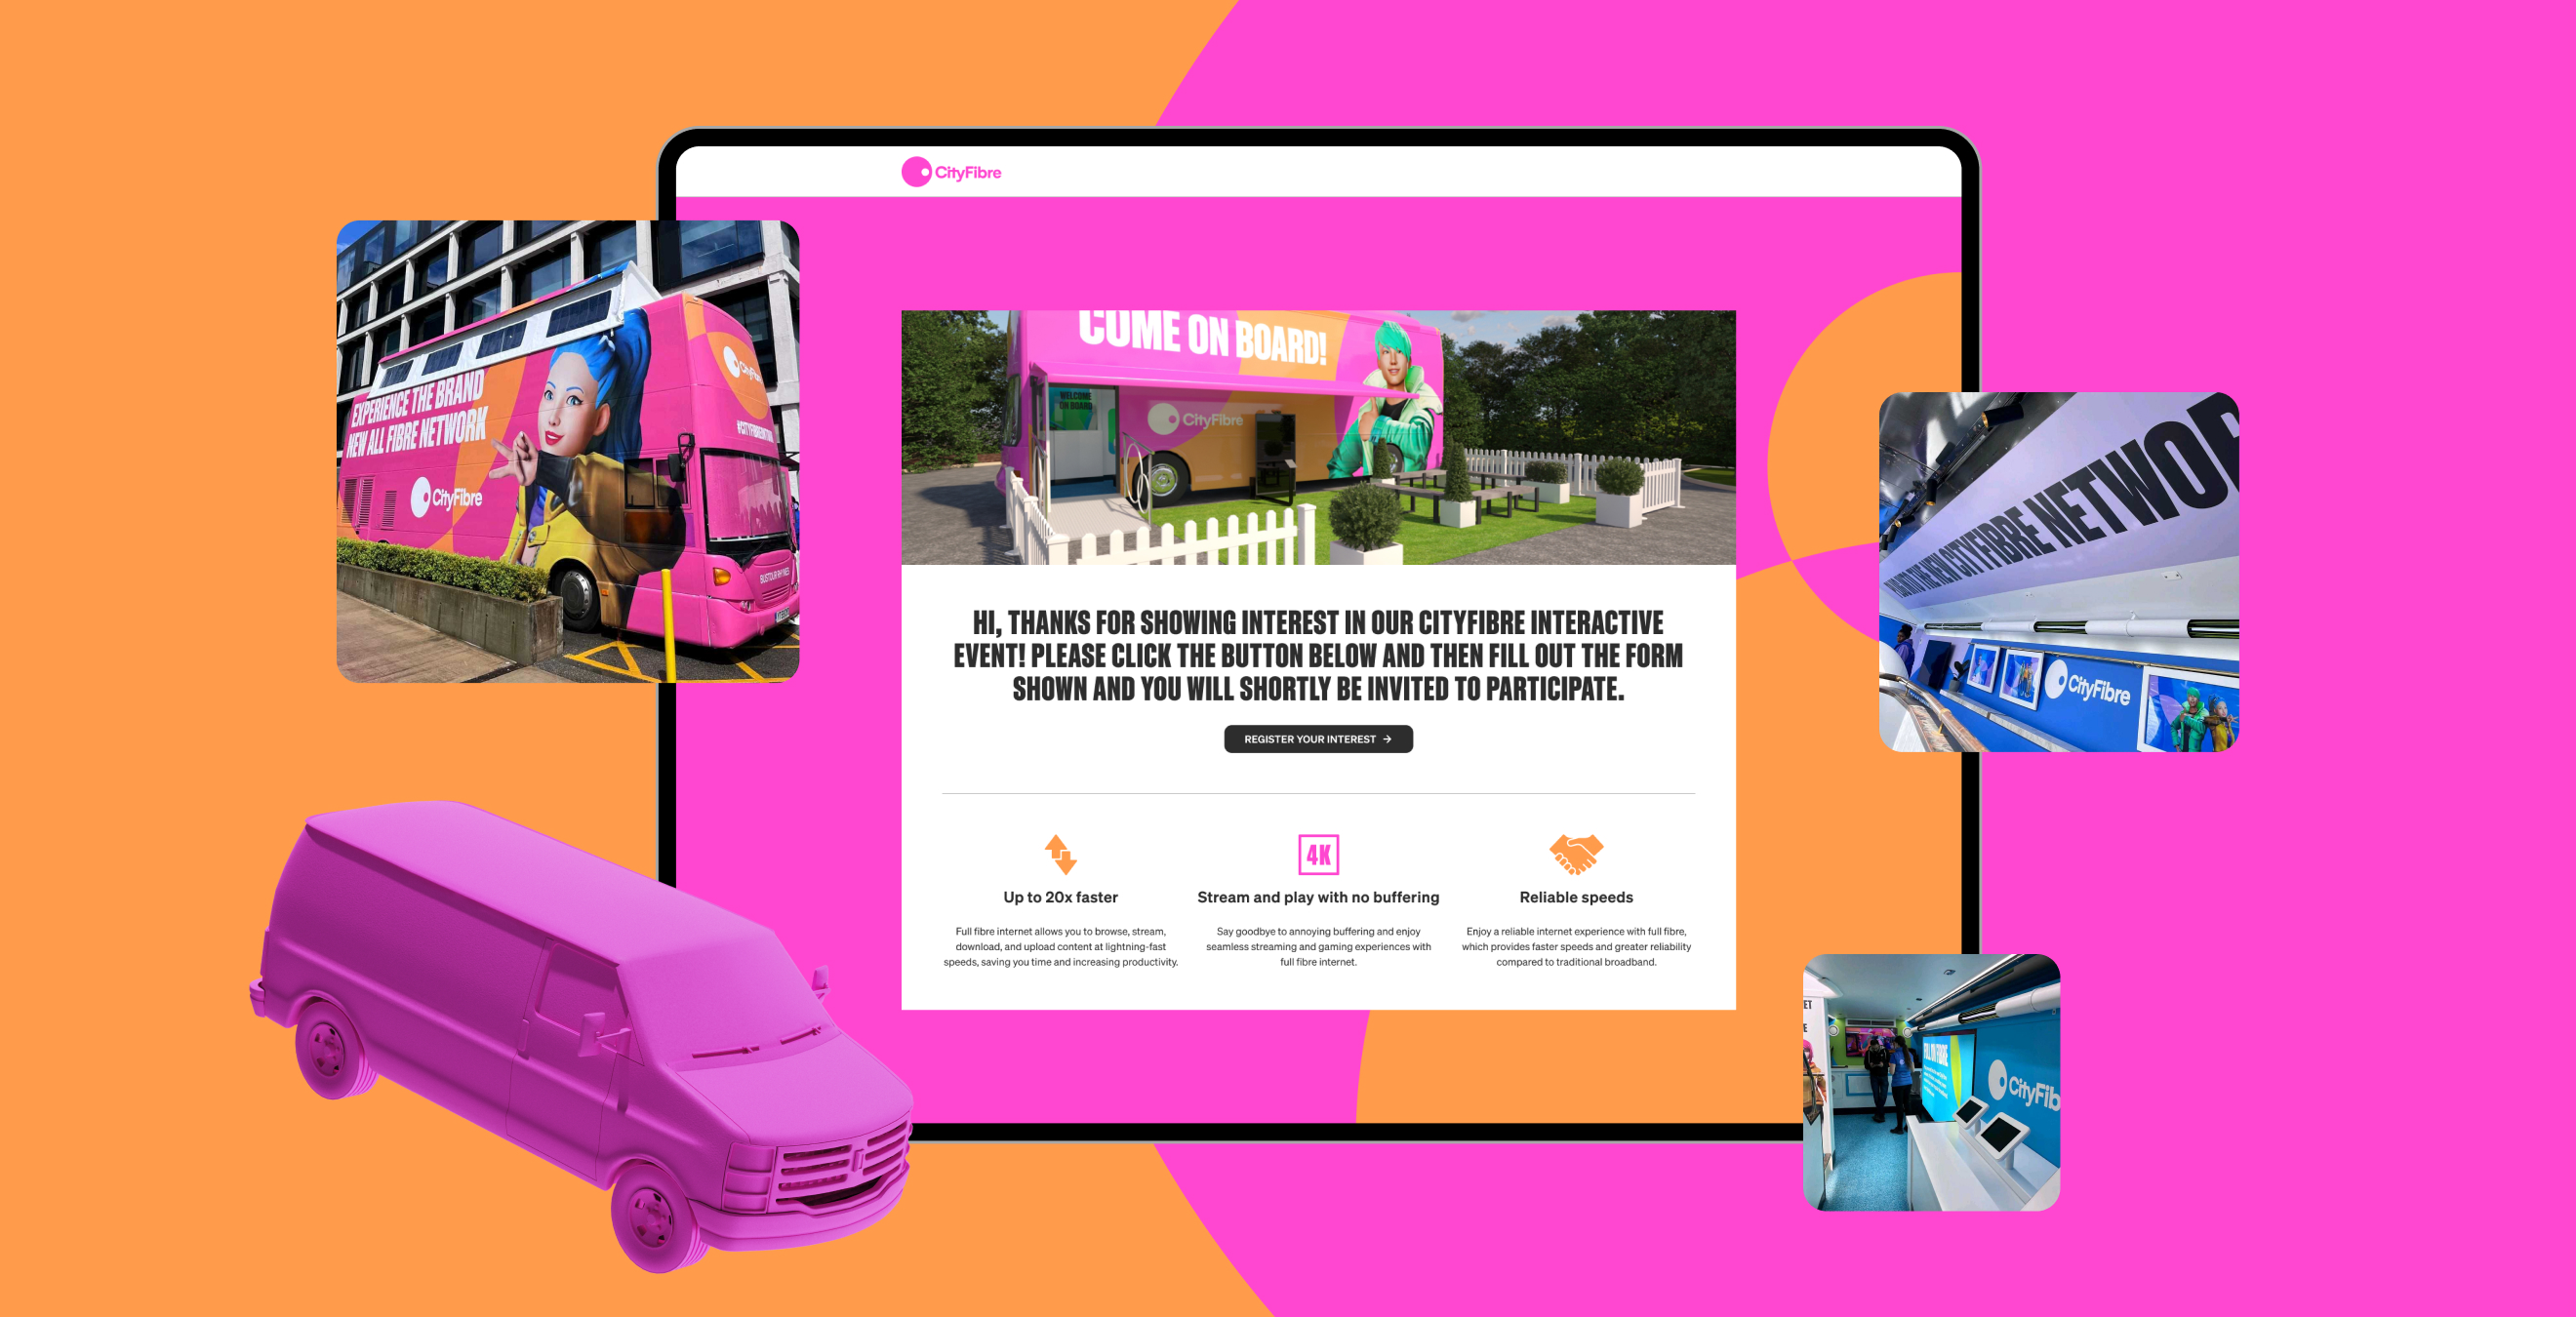 CityFibre
EXPERIENCE THE BRAND
NEW ALL FIBRE NETWORK
CityFibre
CityFibre
COME ON BOARD!
WELCOME
ON BOARD
CityFibre
HI, THANKS FOR SHOWING INTEREST IN OUR CITYFIBRE INTERACTIVE
EVENT! PLEASE CLICK THE BUTTON BELOW AND THEN FILL OUT THE FORM
SHOWN AND YOU WILL SHORTLY BE INVITED TO PARTICIPATE.
REGISTER YOUR INTEREST →
4K
Up to 20x faster
Full fibre internet allows you to browse, stream,
download, and upload content at lightning-fast
speeds, saving you time and increasing productivity.
Stream and play with no buffering
Say goodbye to annoying buffering and enjoy
seamless streaming and gaming experiences with
full fibre internet.
Reliable speeds
Enjoy a reliable internet experience with full fibre,
which provides faster speeds and greater reliability
compared to traditional broadband.
NEW CITYFIBRE NETWOR
CityFibre
ET
E
CityFib